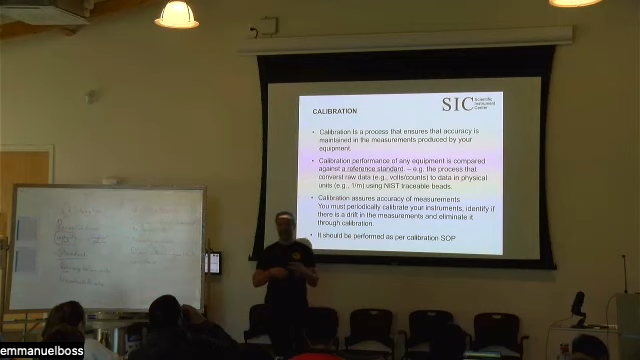 SIC Scientific Instrument Center
CALIBRATION
• Calibration is a process that ensures that accuracy is
maintained in the measurements produced by your
equipment.
• Calibration performance of any equipment is compared
against a reference standard. – e.g. the process that
converst raw data (e.g., volts/counts) to data in physical
units (e.g., 1/m) using NIST traceable beads.
• Calibration assures accuracy of measurements
You must periodically calibrate your instruments, identify if
there is a drift in the measurements and eliminate it
through calibration.
• It should be performed as per calibration SOP
emmanuelboss